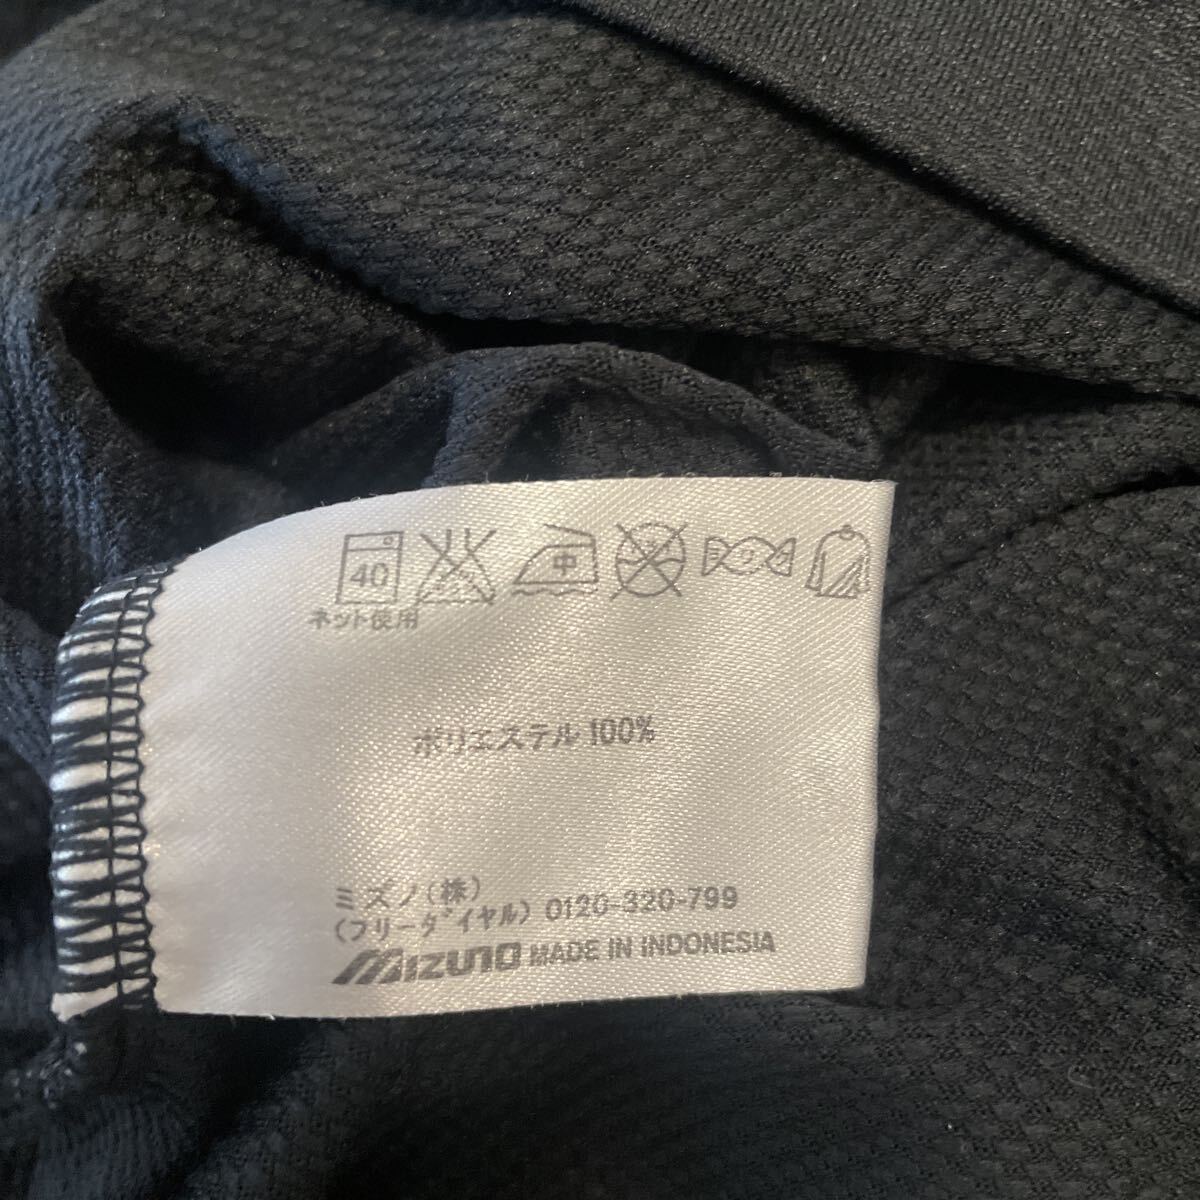 40 中
ネット使用
ポリエステル 100%
ミズノ(株)
(フリーダイヤル) 0120-320-799
MIZUNO MADE IN INDONESIA